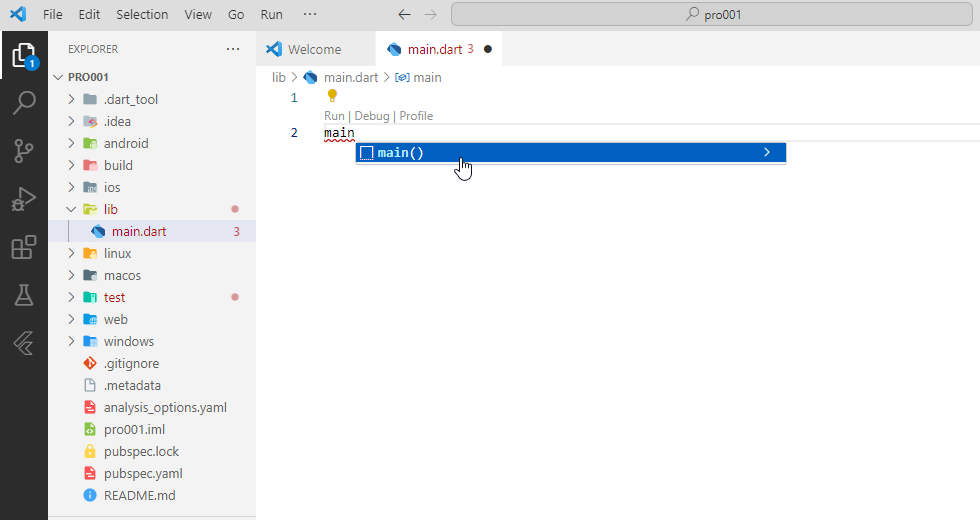 File Edit Selection View Go Run ··· ← → pro001
EXPLORER ···
Welcome main.dart 3 ●
1
PRO001
lib > main.dart > main
.dart_tool
.idea
android
build
ios
lib
main.dart 3
linux
macos
test
web
windows
.gitignore
.metadata
analysis_options.yaml
pro001.iml
pubspec.lock
pubspec.yaml
README.md
1
Run | Debug | Profile
2 main
main()